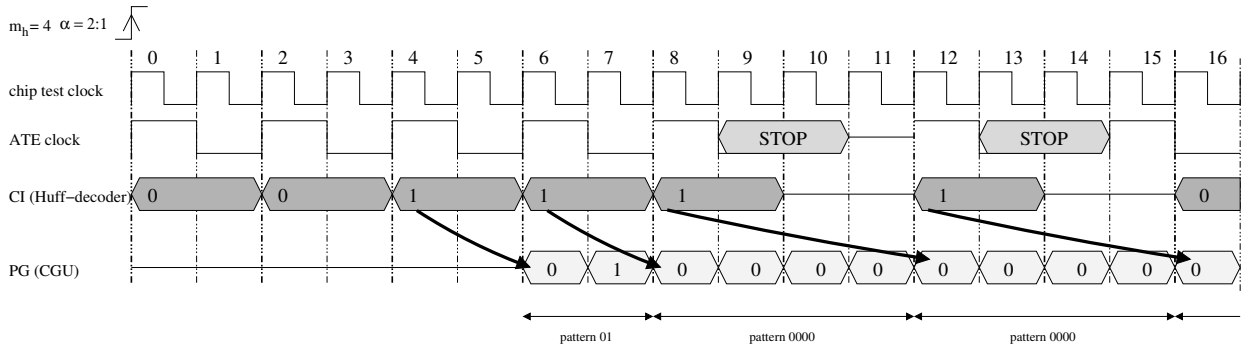 m_h = 4 α = 2:1
0 1 2 3 4 5 6 7 8 9 10 11 12 13 14 15 16
chip test clock
ATE clock STOP STOP
CI (Huff−decoder) 0 0 1 1 1 1 0
PG (CGU) 0 1 0 0 0 0 0 0 0 0 0
pattern 01 pattern 0000 pattern 0000